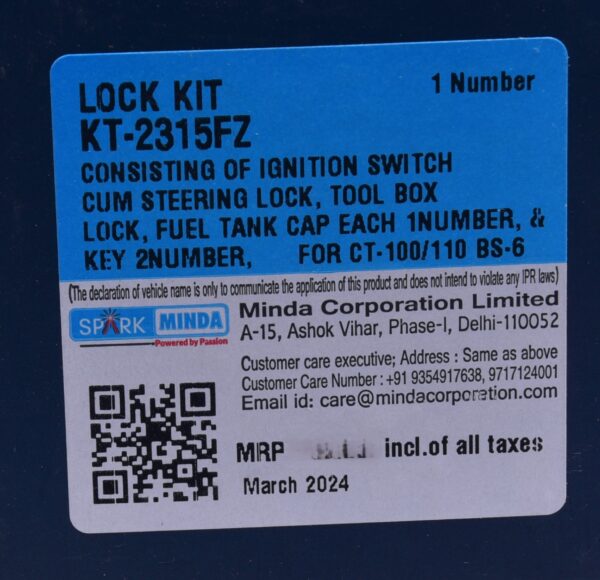 LOCK KIT
1 Number
KT-2315FZ
CONSISTING OF IGNITION SWITCH
CUM STEERING LOCK, TOOL BOX
LOCK, FUEL TANK CAP EACH 1NUMBER, &
KEY 2NUMBER, FOR CT-100/110 BS-6
(The declaration of vehicle name is only to communicate the application of this product and does not intend to violate any IPR laws)
SPARK MINDA
Powered by Passion
Minda Corporation Limited
A-15, Ashok Vihar, Phase-I, Delhi-110052
Customer care executive; Address : Same as above
Customer Care Number : +91 9354917638, 9717124001
Email id: care@mindacorporation.com
MRP incl.of all taxes
March 2024